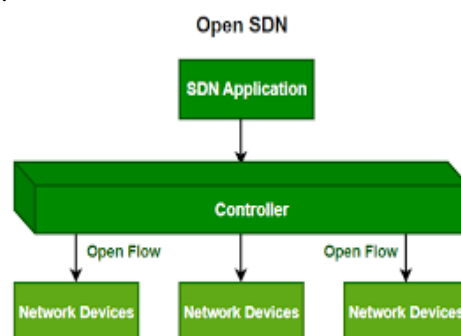 Open SDN
SDN Application
Controller
Open Flow
Open Flow
Network Devices
Network Devices
Network Devices